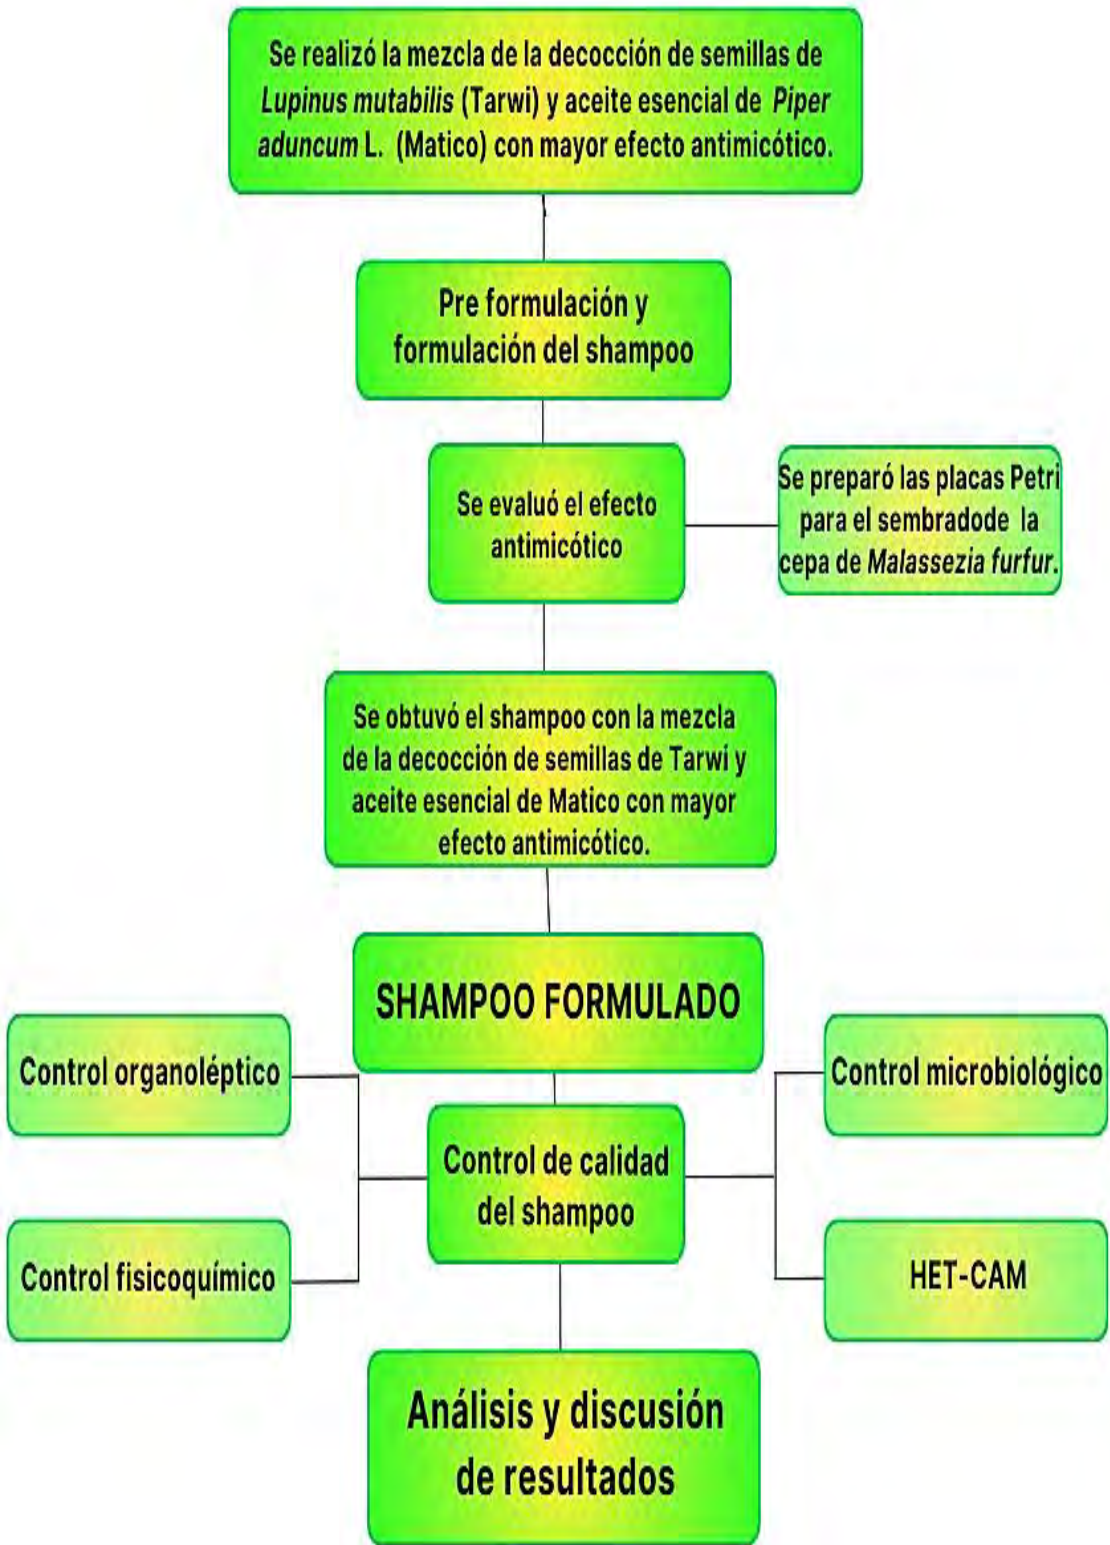 Se realizó la mezcla de la decocción de semillas de
Lupinus mutabilis (Tarwi) y aceite esencial de Piper
aduncum L. (Matico) con mayor efecto antimicótico.
Pre formulación y
formulación del shampoo
Se evaluó el efecto
antimicótico
Se preparó las placas Petri
para el sembradode la
cepa de Malassezia furfur.
Se obtuvó el shampoo con la mezcla
de la decocción de semillas de Tarwi y
aceite esencial de Matico con mayor
efecto antimicótico.
SHAMPOO FORMULADO
Control organoléptico
Control microbiológico
Control de calidad
del shampoo
Control fisicoquímico
HET-CAM
Análisis y discusión
de resultados